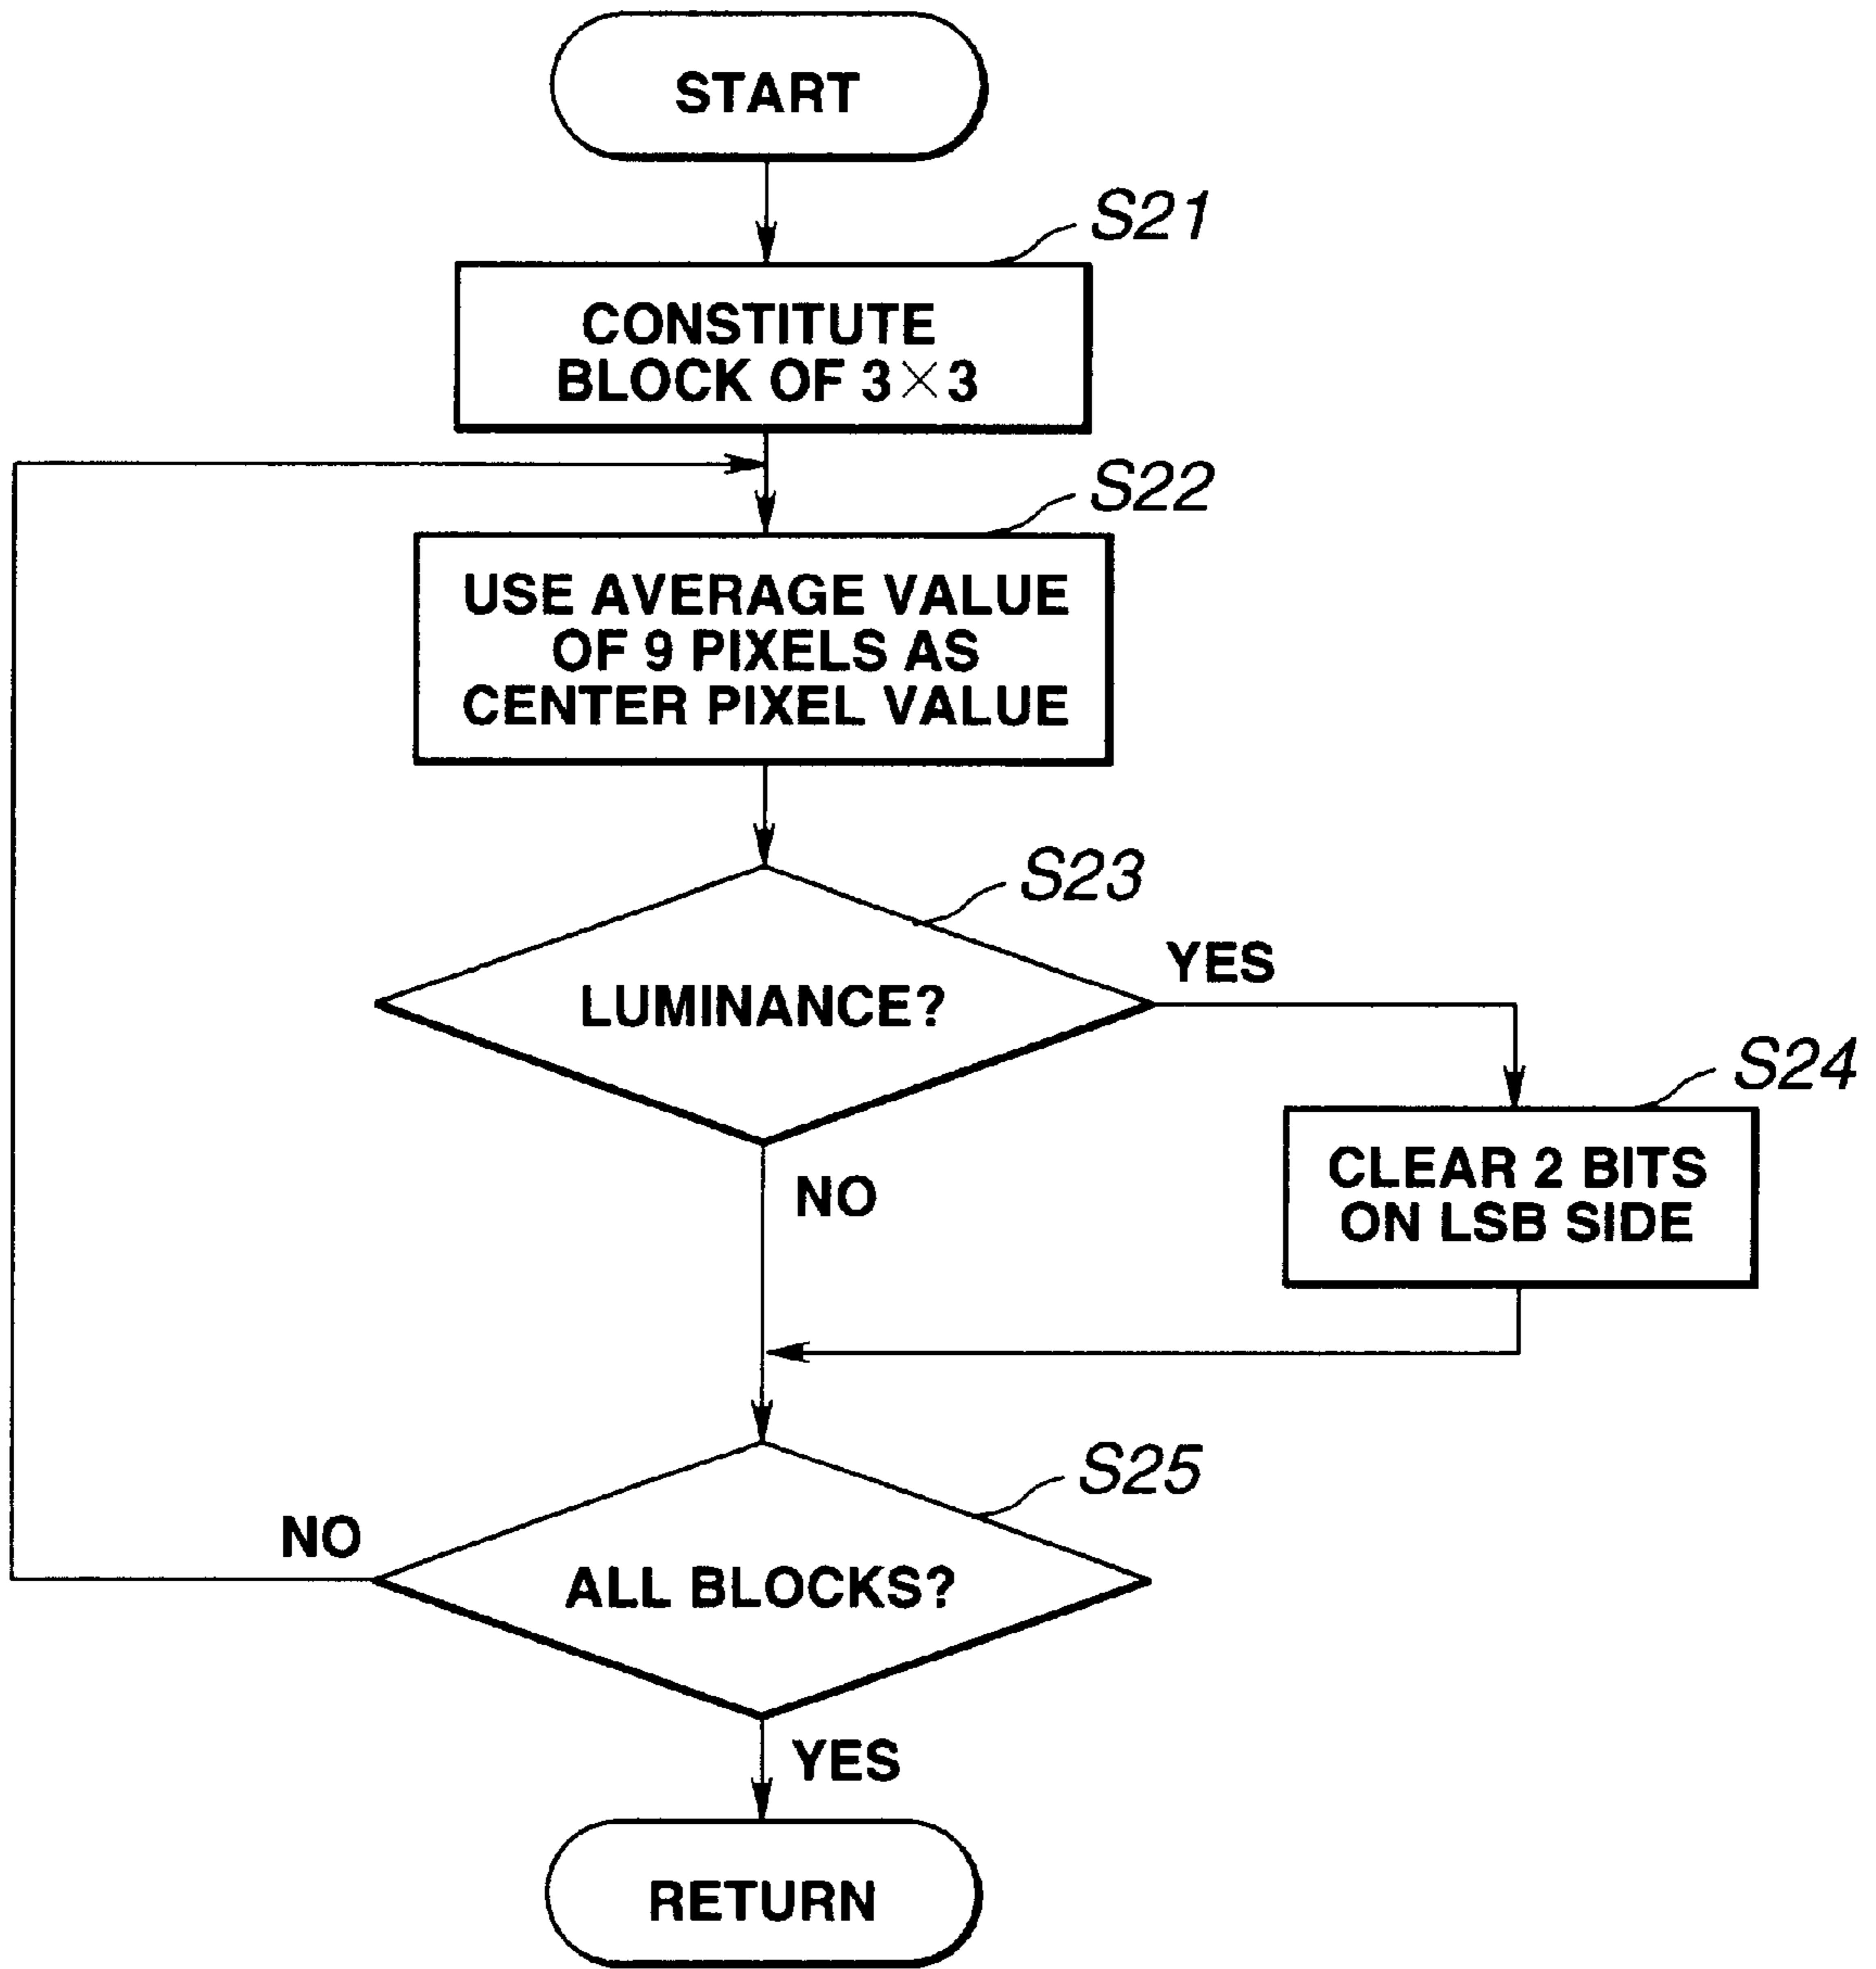 START
S21
CONSTITUTE
BLOCK OF 3×3
S22
USE AVERAGE VALUE
OF 9 PIXELS AS
CENTER PIXEL VALUE
S23
LUMINANCE?
YES
NO
S24
CLEAR 2 BITS
ON LSB SIDE
S25
ALL BLOCKS?
NO
YES
RETURN